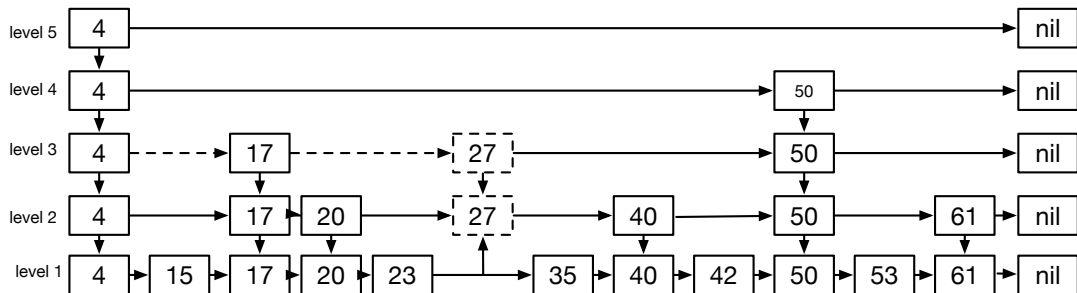 level 5 4 nil
level 4 4 50 nil
level 3 4 17 27 50 nil
level 2 4 17 20 27 40 50 61 nil
level 1 4 15 17 20 23 35 40 42 50 53 61 nil